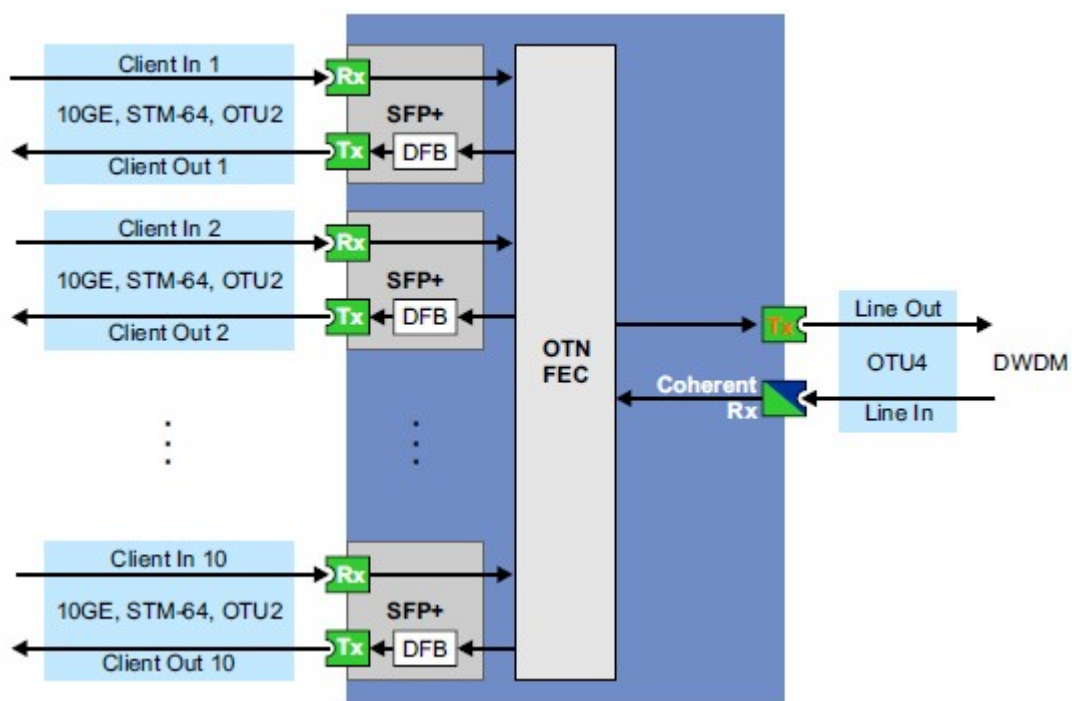 Client In 1
10GE, STM-64, OTU2
Client Out 1
Rx
SFP+
Tx
DFB
Client In 2
10GE, STM-64, OTU2
Client Out 2
Rx
SFP+
Tx
DFB
OTN
FEC
Tx
Coherent
Rx
Line Out
OTU4
Line In
DWDM
Client In 10
10GE, STM-64, OTU2
Client Out 10
Rx
SFP+
Tx
DFB